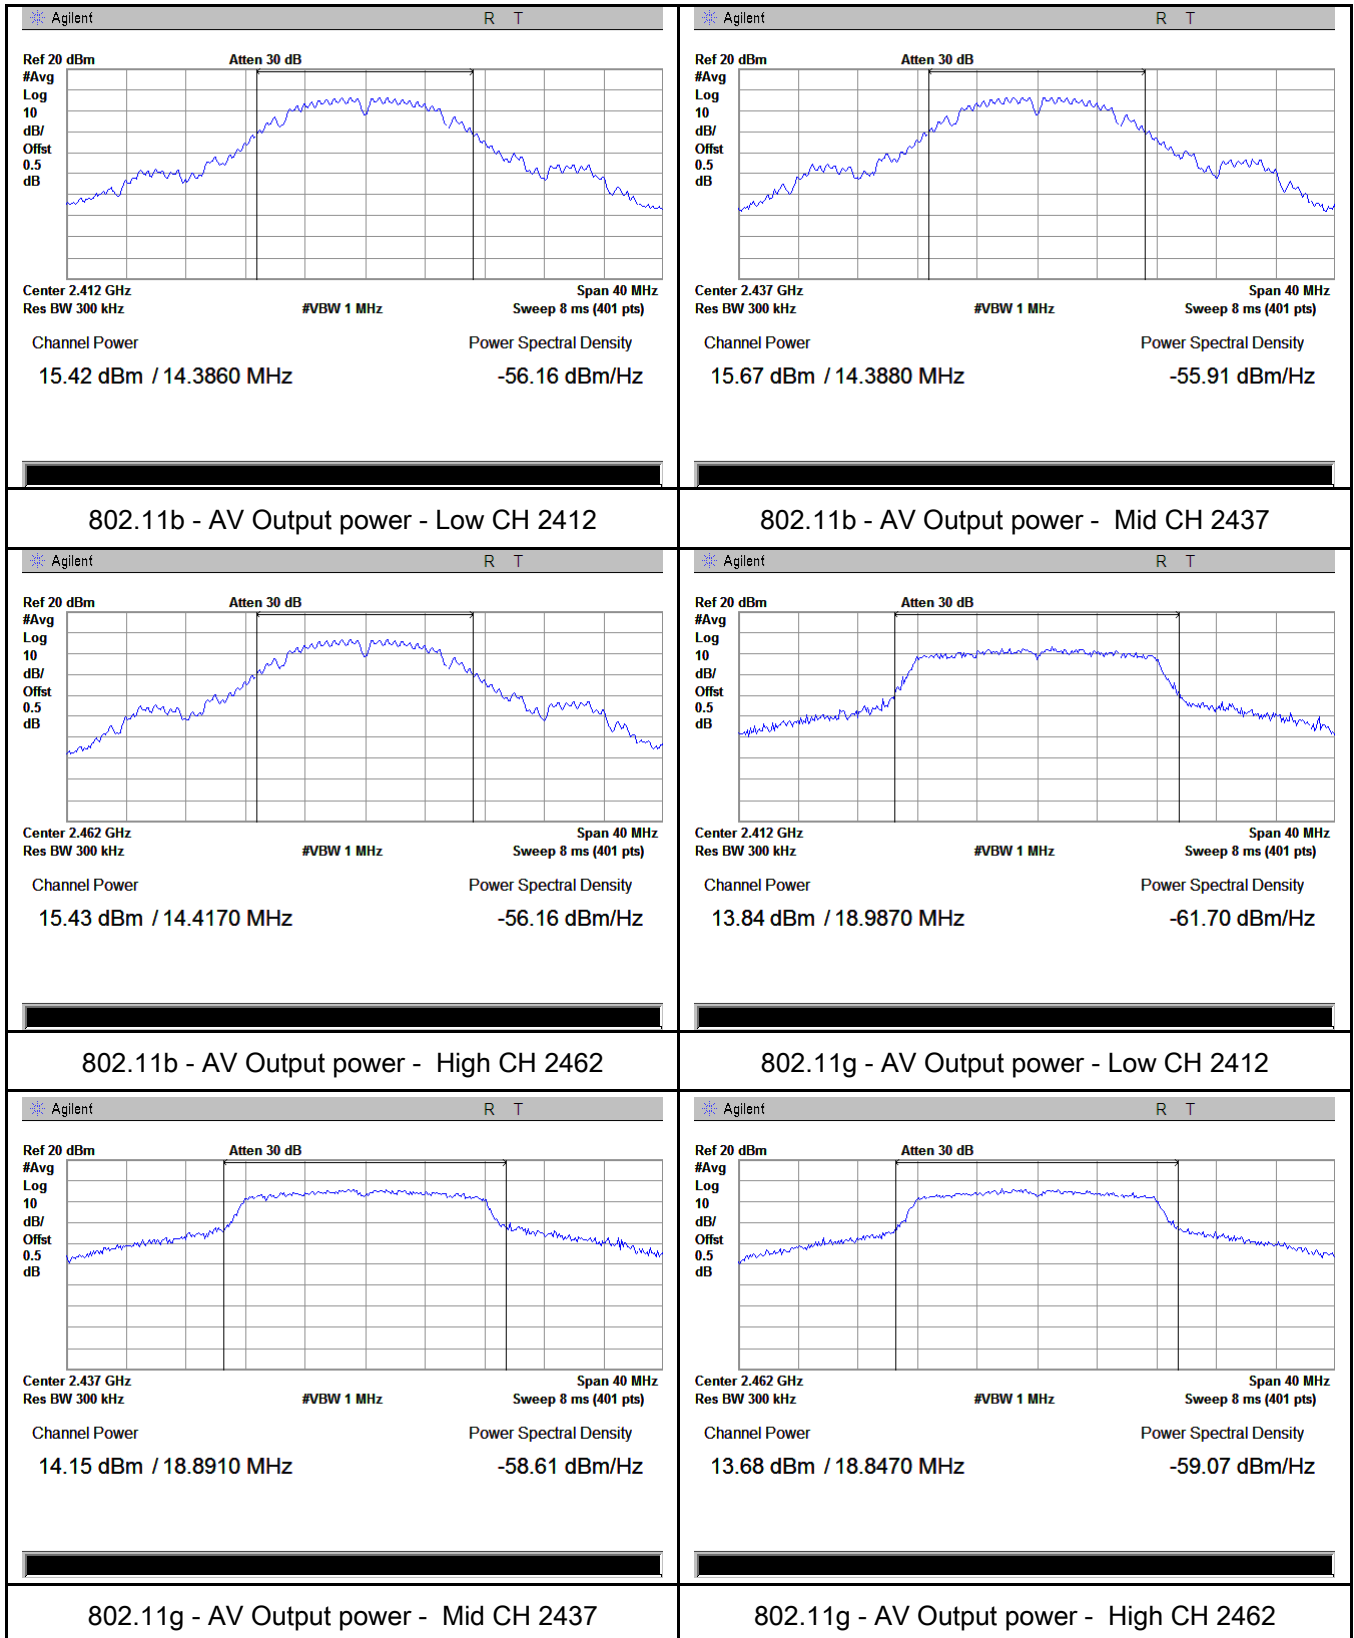 Agilent R T
Ref 20 dBm Atten 30 dB
#Avg
Log
10
dB/
Offst
0.5
dB
Center 2.412 GHz Span 40 MHz
Res BW 300 kHz #VBW 1 MHz Sweep 8 ms (401 pts)
Channel Power Power Spectral Density
15.42 dBm / 14.3860 MHz -56.16 dBm/Hz
802.11b - AV Output power - Low CH 2412
Agilent R T
Ref 20 dBm Atten 30 dB
#Avg
Log
10
dB/
Offst
0.5
dB
Center 2.437 GHz Span 40 MHz
Res BW 300 kHz #VBW 1 MHz Sweep 8 ms (401 pts)
Channel Power Power Spectral Density
15.67 dBm / 14.3880 MHz -55.91 dBm/Hz
802.11b - AV Output power - Mid CH 2437
Agilent R T
Ref 20 dBm Atten 30 dB
#Avg
Log
10
dB/
Offst
0.5
dB
Center 2.462 GHz Span 40 MHz
Res BW 300 kHz #VBW 1 MHz Sweep 8 ms (401 pts)
Channel Power Power Spectral Density
15.43 dBm / 14.4170 MHz -56.16 dBm/Hz
802.11b - AV Output power - High CH 2462
Agilent R T
Ref 20 dBm Atten 30 dB
#Avg
Log
10
dB/
Offst
0.5
dB
Center 2.412 GHz Span 40 MHz
Res BW 300 kHz #VBW 1 MHz Sweep 8 ms (401 pts)
Channel Power Power Spectral Density
13.84 dBm / 18.9870 MHz -61.70 dBm/Hz
802.11g - AV Output power - Low CH 2412
Agilent R T
Ref 20 dBm Atten 30 dB
#Avg
Log
10
dB/
Offst
0.5
dB
Center 2.437 GHz Span 40 MHz
Res BW 300 kHz #VBW 1 MHz Sweep 8 ms (401 pts)
Channel Power Power Spectral Density
14.15 dBm / 18.8910 MHz -58.61 dBm/Hz
802.11g - AV Output power - Mid CH 2437
Agilent R T
Ref 20 dBm Atten 30 dB
#Avg
Log
10
dB/
Offst
0.5
dB
Center 2.462 GHz Span 40 MHz
Res BW 300 kHz #VBW 1 MHz Sweep 8 ms (401 pts)
Channel Power Power Spectral Density
13.68 dBm / 18.8470 MHz -59.07 dBm/Hz
802.11g - AV Output power - High CH 2462